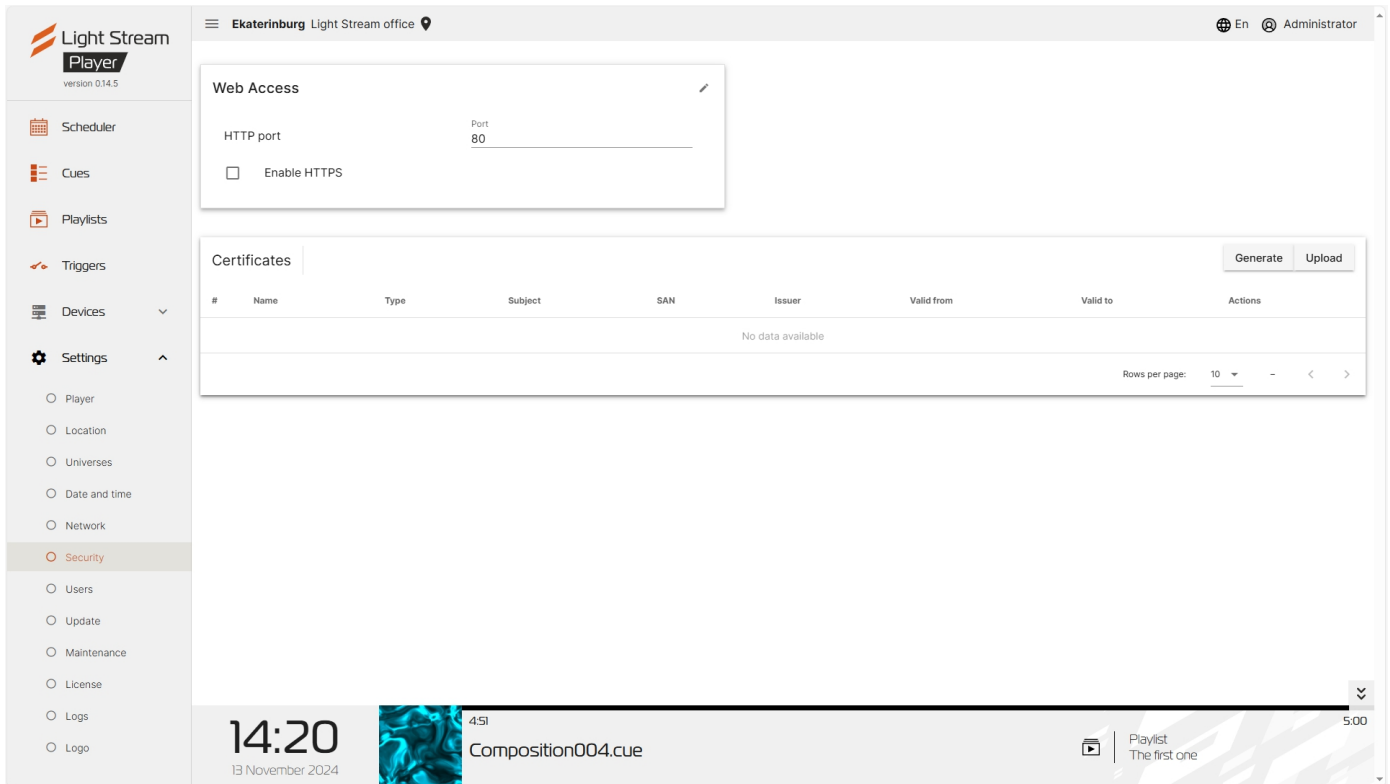 Light Stream
Player
version 0.14.5
Scheduler
Cues
Playlists
Triggers
Devices
Settings
Player
Location
Universes
Date and time
Network
Security
Users
Update
Maintenance
License
Logs
Logo
Ekaterinburg Light Stream office
En Administrator
Web Access
HTTP port
Port
80
Enable HTTPS
Certificates
Generate Upload
# Name Type Subject SAN Issuer Valid from Valid to Actions
No data available
Rows per page: 10 –
14:20
13 November 2024
4:51 5:00
Composition004.cue
Playlist
The first one